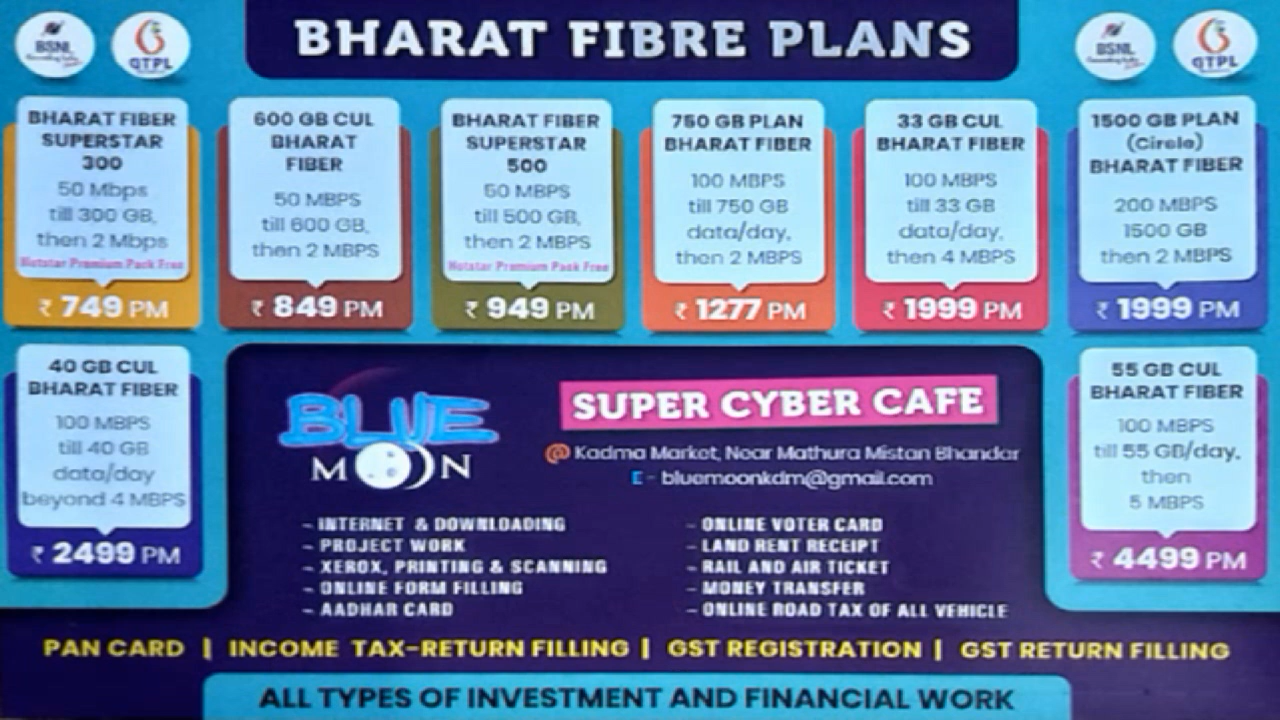 BSNL
GTPL
BHARAT FIBRE PLANS
BSNL
GTPL
BHARAT FIBER
SUPERSTAR
300
50 Mbps
till 300 GB,
then 2 Mbps
Hotstar Premium Pack Free
₹ 749 PM
600 GB CUL
BHARAT
FIBER
50 MBPS
till 600 GB,
then 2 MBPS
₹ 849 PM
BHARAT FIBER
SUPERSTAR
500
50 MBPS
till 500 GB,
then 2 MBPS
Hotstar Premium Pack Free
₹ 949 PM
750 GB PLAN
BHARAT FIBER
100 MBPS
till 750 GB
data/day,
then 2 MBPS
₹ 1277 PM
33 GB CUL
BHARAT FIBER
100 MBPS
till 33 GB
data/day,
then 4 MBPS
₹ 1999 PM
1500 GB PLAN
(Circle)
BHARAT FIBER
200 MBPS
1500 GB
then 2 MBPS
₹ 1999 PM
40 GB CUL
BHARAT FIBER
100 MBPS
till 40 GB
data/day
beyond 4 MBPS
₹ 2499 PM
BLUE
MOON
SUPER CYBER CAFE
@ Kadma Market, Near Mathura Mistan Bhandar
E - bluemoonkdm@gmail.com
- INTERNET & DOWNLOADING
- PROJECT WORK
- XEROX, PRINTING & SCANNING
- ONLINE FORM FILLING
- AADHAR CARD
- ONLINE VOTER CARD
- LAND RENT RECEIPT
- RAIL AND AIR TICKET
- MONEY TRANSFER
- ONLINE ROAD TAX OF ALL VEHICLE
55 GB CUL
BHARAT FIBER
100 MBPS
till 55 GB/day,
then
5 MBPS
₹ 4499 PM
PAN CARD | INCOME TAX-RETURN FILLING | GST REGISTRATION | GST RETURN FILLING
ALL TYPES OF INVESTMENT AND FINANCIAL WORK